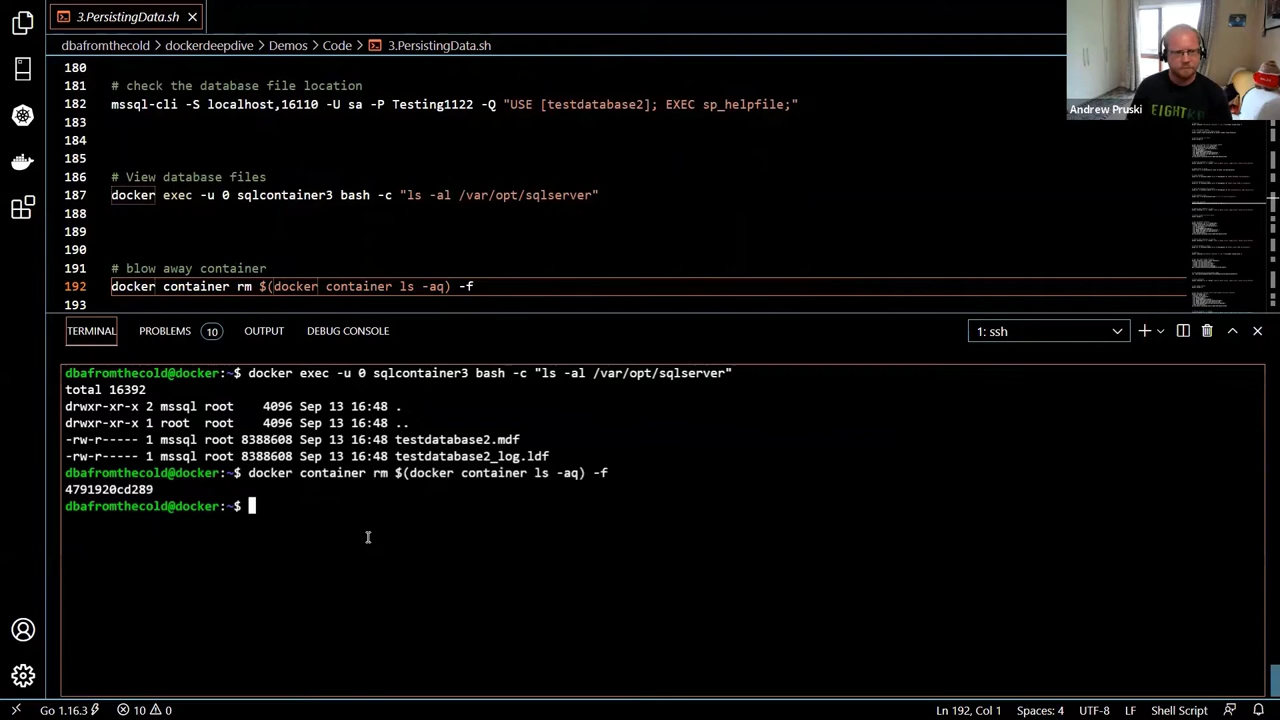 3.PersistingData.sh
dbafromthecold > dockerdeepdive > Demos > Code > 3.PersistingData.sh
180
181 # check the database file location
182 mssql-cli -S localhost,16110 -U sa -P Testing1122 -Q "USE [testdatabase2]; EXEC sp_helpfile;"
183
184
185
186 # View database files
187 docker exec -u 0 sqlcontainer3 bash -c "ls -al /var/opt/sqlserver"
188
189
190
191 # blow away container
192 docker container rm $(docker container ls -aq) -f
193
Andrew Pruski
TERMINAL PROBLEMS 10 OUTPUT DEBUG CONSOLE 1: ssh
dbafromthecold@docker:~$ docker exec -u 0 sqlcontainer3 bash -c "ls -al /var/opt/sqlserver"
total 16392
drwxr-xr-x 2 mssql root 4096 Sep 13 16:48 .
drwxr-xr-x 1 root root 4096 Sep 13 16:48 ..
-rw-r----- 1 mssql root 8388608 Sep 13 16:48 testdatabase2.mdf
-rw-r----- 1 mssql root 8388608 Sep 13 16:48 testdatabase2_log.ldf
dbafromthecold@docker:~$ docker container rm $(docker container ls -aq) -f
4791920cd289
dbafromthecold@docker:~$
Go 1.16.3 10 0 Ln 192, Col 1 Spaces: 4 UTF-8 LF Shell Script